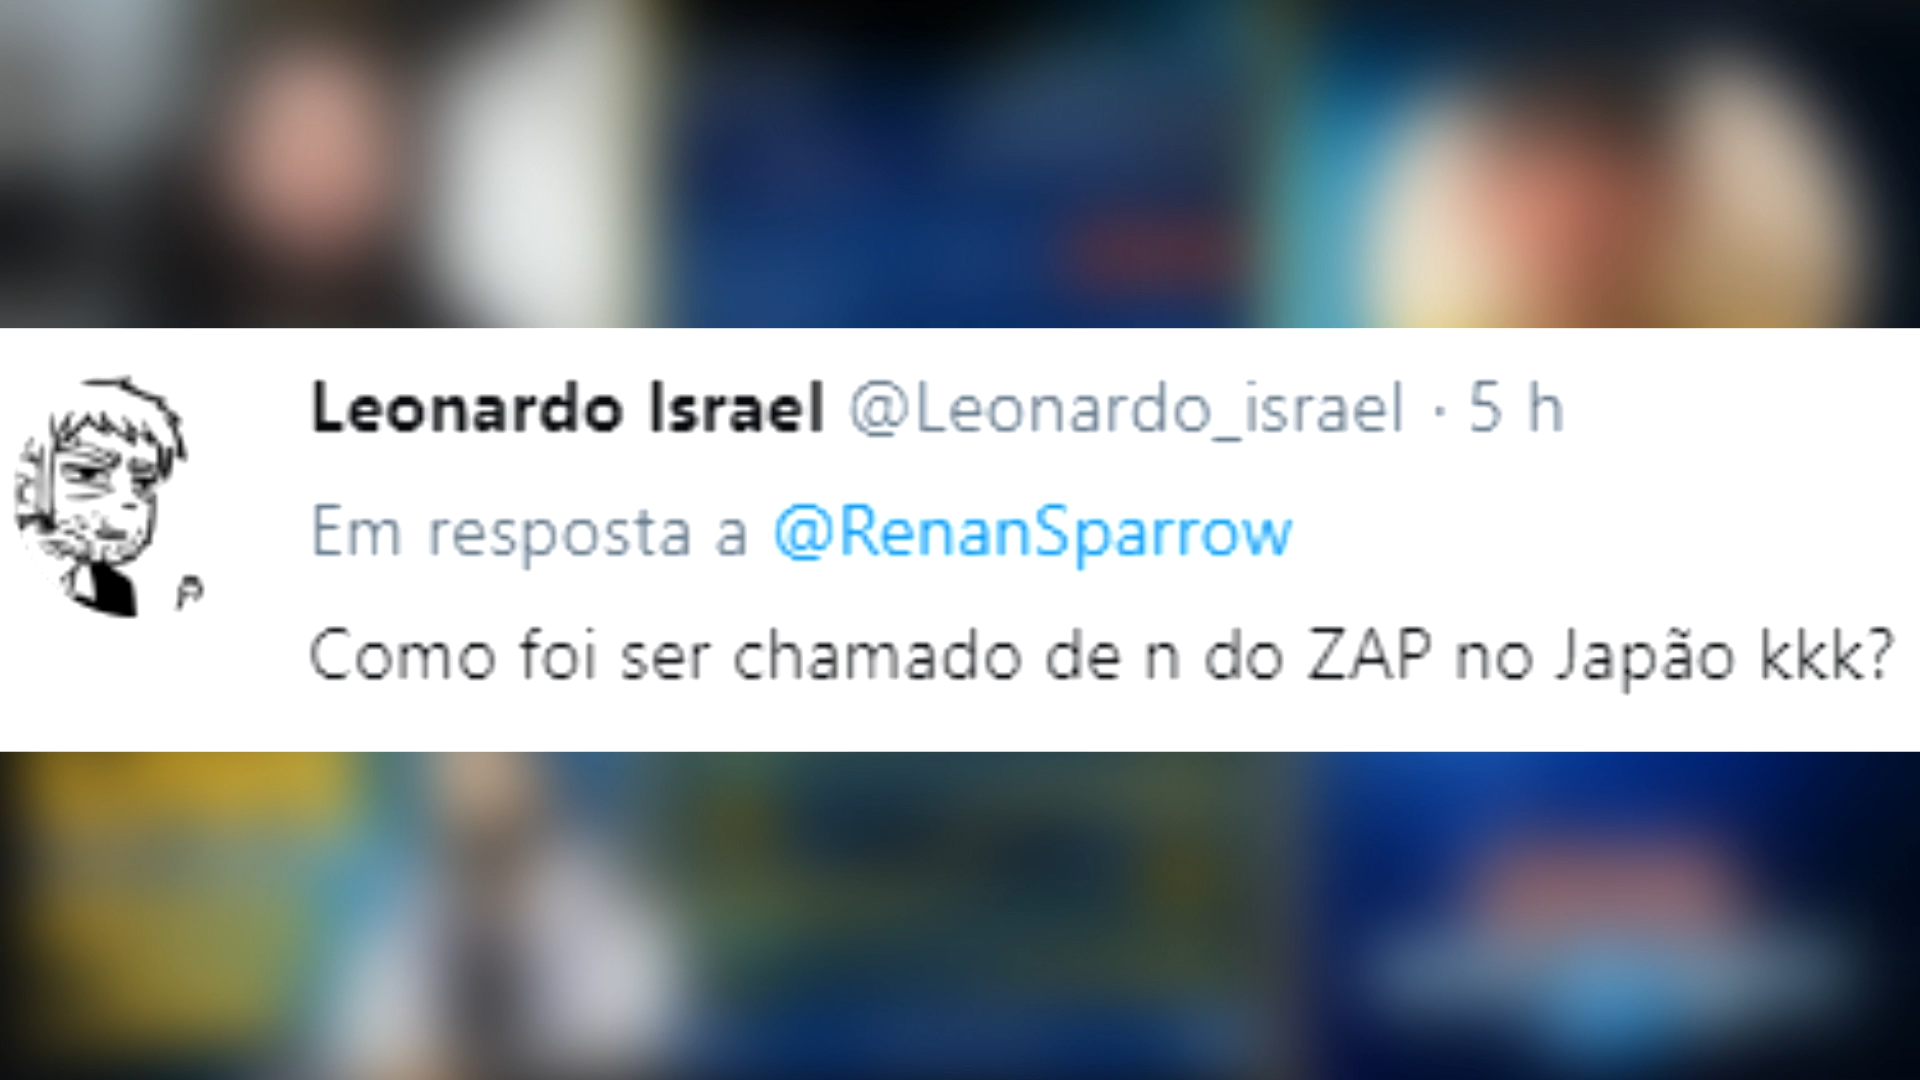 Leonardo Israel @Leonardo_israel · 5 h
Em resposta a @RenanSparrow
Como foi ser chamado de n do ZAP no Japão kkk?